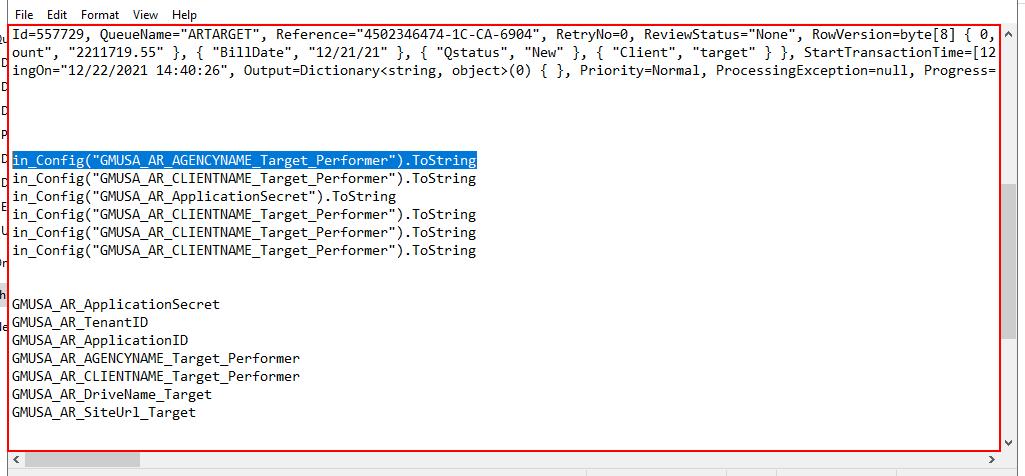 File Edit Format View Help
Id=557729, QueueName="ARTARGET", Reference="4502346474-1C-CA-6904", RetryNo=0, ReviewStatus="None", RowVersion=byte[8] { 0,
ount", "2211719.55" }, { "BillDate", "12/21/21" }, { "Qstatus", "New" }, { "Client", "target" } }, StartTransactionTime=[12
ingOn="12/22/2021 14:40:26", Output=Dictionary<string, object>(0) { }, Priority=Normal, ProcessingException=null, Progress=
in_Config("GMUSA_AR_AGENCYNAME_Target_Performer").ToString
in_Config("GMUSA_AR_CLIENTNAME_Target_Performer").ToString
in_Config("GMUSA_AR_ApplicationSecret").ToString
in_Config("GMUSA_AR_CLIENTNAME_Target_Performer").ToString
in_Config("GMUSA_AR_CLIENTNAME_Target_Performer").ToString
in_Config("GMUSA_AR_CLIENTNAME_Target_Performer").ToString
GMUSA_AR_ApplicationSecret
GMUSA_AR_TenantID
GMUSA_AR_ApplicationID
GMUSA_AR_AGENCYNAME_Target_Performer
GMUSA_AR_CLIENTNAME_Target_Performer
GMUSA_AR_DriveName_Target
GMUSA_AR_SiteUrl_Target